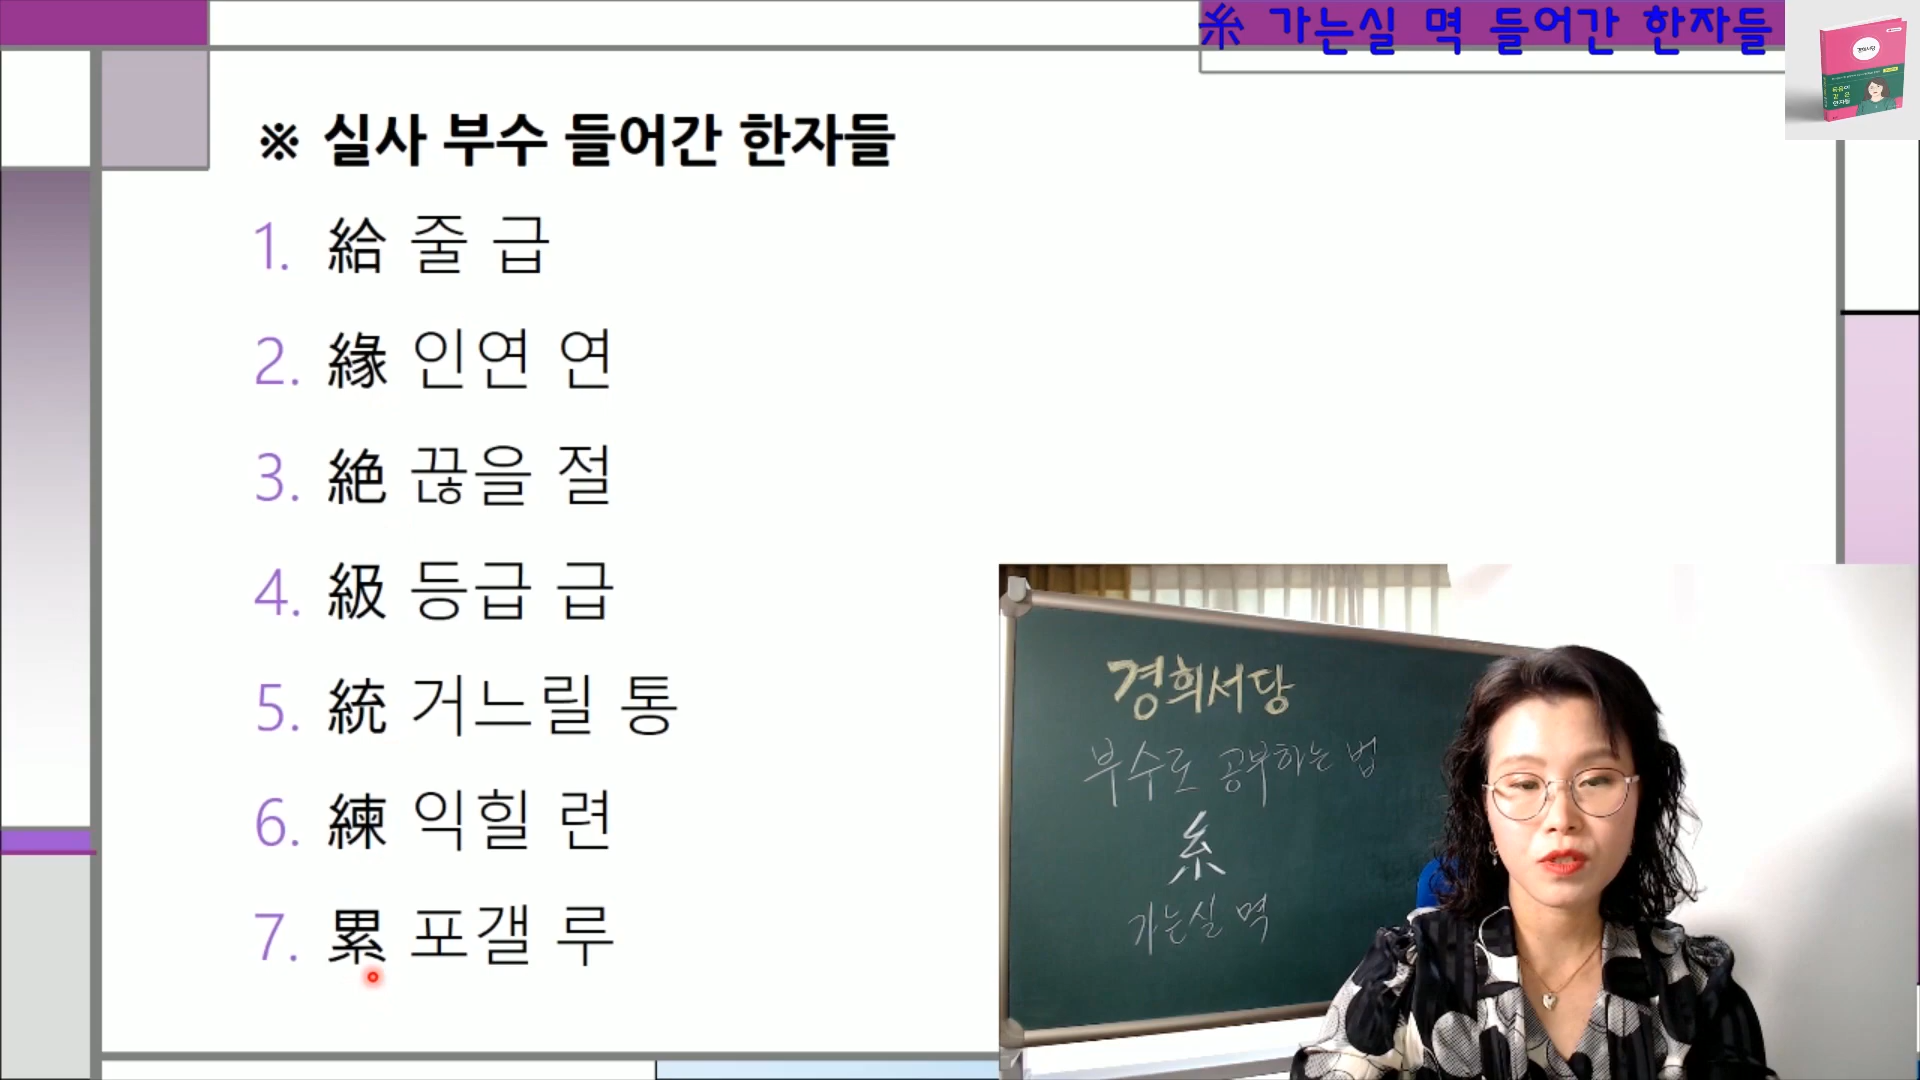 糸 가는실 멱 들어간 한자들
※ 실사 부수 들어간 한자들
1. 給 줄 급
2. 緣 인연 연
3. 絶 끊을 절
4. 級 등급 급
5. 統 거느릴 통
6. 練 익힐 련
7. 累 포갤 루
경희서당
부수로 공부하는 법
糸
가는실 멱